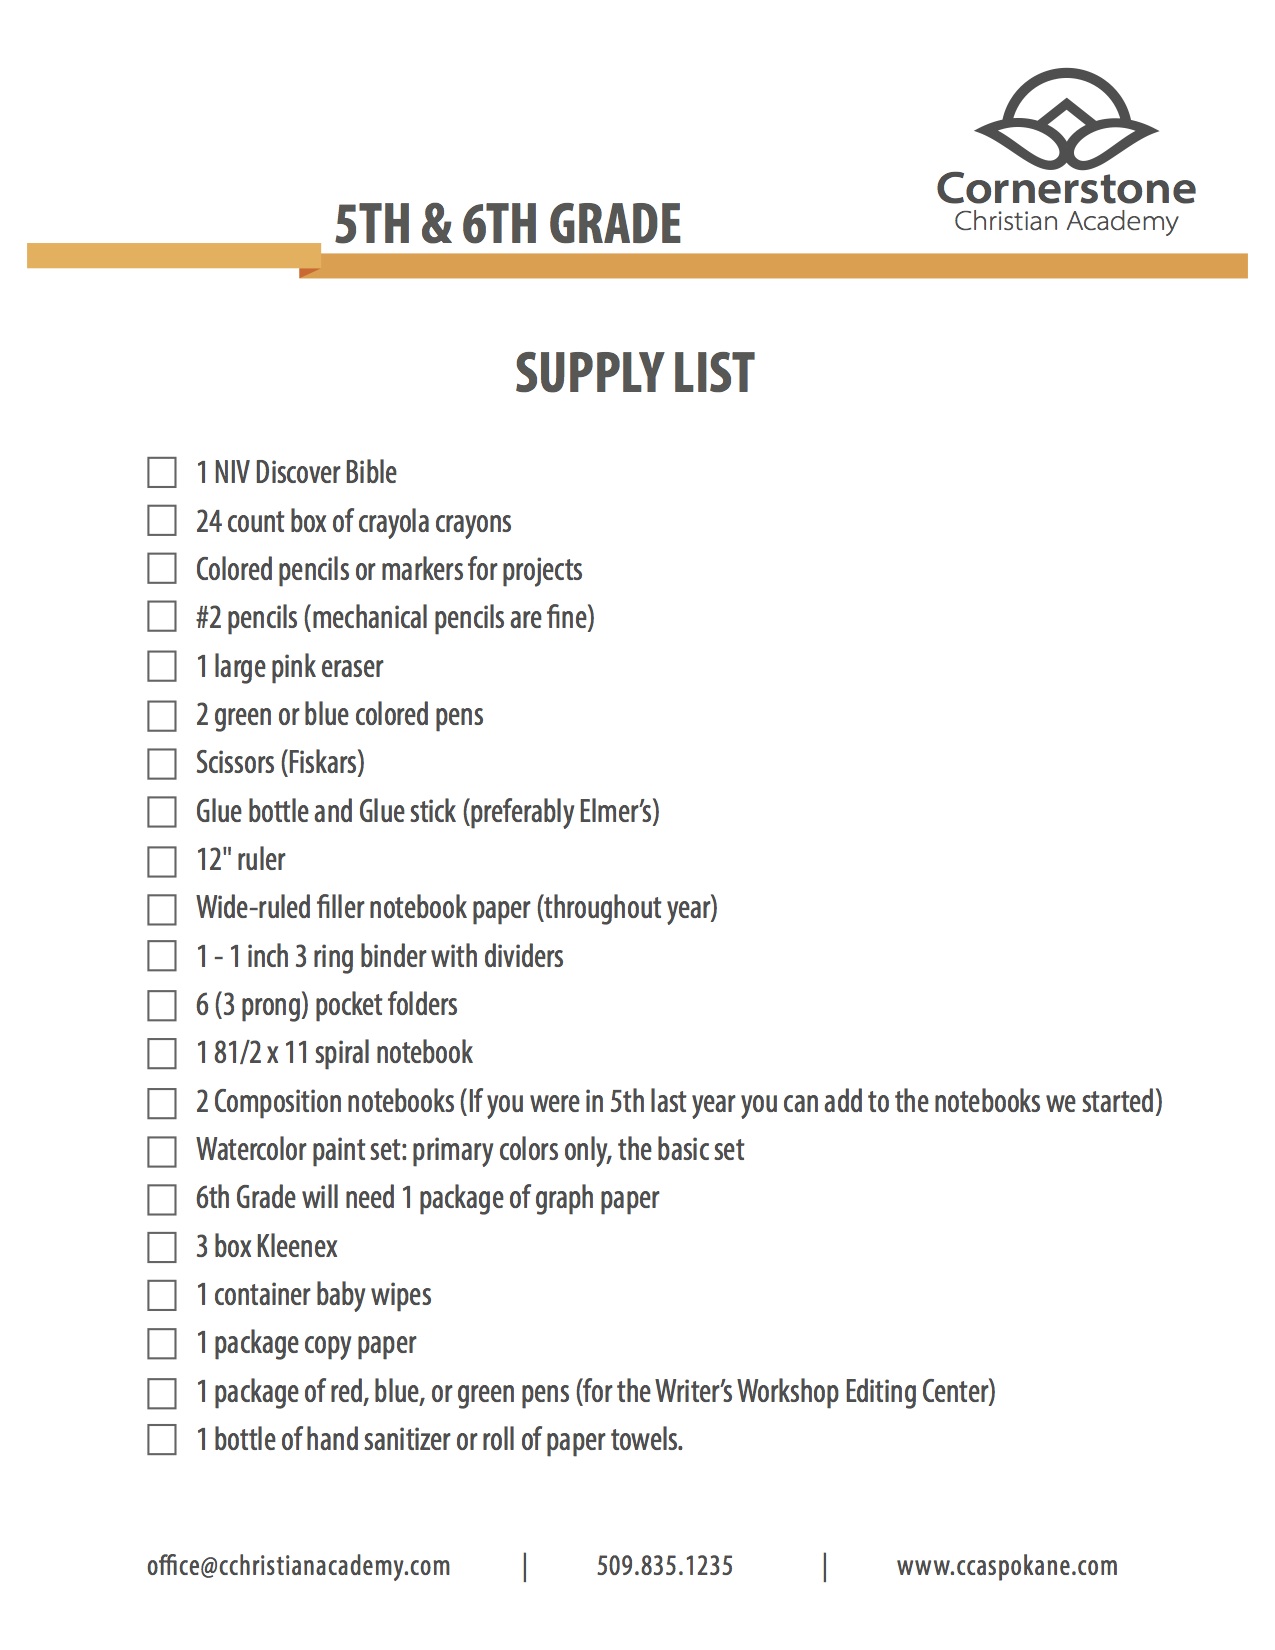 Cornerstone
Christian Academy
5TH & 6TH GRADE
SUPPLY LIST
1 NIV Discover Bible
24 count box of crayola crayons
Colored pencils or markers for projects
#2 pencils (mechanical pencils are fine)
1 large pink eraser
2 green or blue colored pens
Scissors (Fiskars)
Glue bottle and Glue stick (preferably Elmer’s)
12" ruler
Wide-ruled filler notebook paper (throughout year)
1 - 1 inch 3 ring binder with dividers
6 (3 prong) pocket folders
1 81/2 x 11 spiral notebook
2 Composition notebooks (If you were in 5th last year you can add to the notebooks we started)
Watercolor paint set: primary colors only, the basic set
6th Grade will need 1 package of graph paper
3 box Kleenex
1 container baby wipes
1 package copy paper
1 package of red, blue, or green pens (for the Writer’s Workshop Editing Center)
1 bottle of hand sanitizer or roll of paper towels.
office@cchristianacademy.com | 509.835.1235 | www.ccaspokane.com